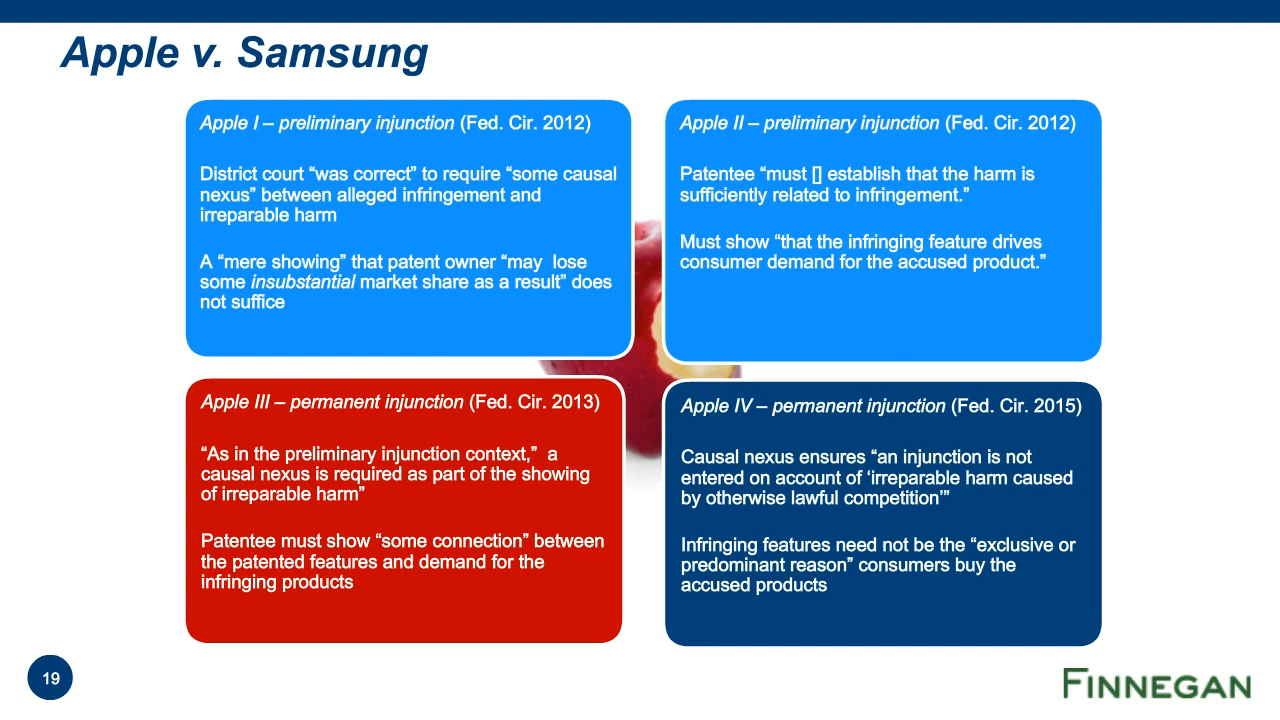 Apple v. Samsung
Apple I – preliminary injunction (Fed. Cir. 2012)
District court “was correct” to require “some causal
nexus” between alleged infringement and
irreparable harm
A “mere showing” that patent owner “may  lose
some insubstantial market share as a result” does
not suffice
Apple II – preliminary injunction (Fed. Cir. 2012)
Patentee “must [] establish that the harm is
sufficiently related to infringement.”
Must show “that the infringing feature drives
consumer demand for the accused product.”
Apple III – permanent injunction (Fed. Cir. 2013)
“As in the preliminary injunction context,”  a
causal nexus is required as part of the showing
of irreparable harm”
Patentee must show “some connection” between
the patented features and demand for the
infringing products
Apple IV – permanent injunction (Fed. Cir. 2015)
Causal nexus ensures “an injunction is not
entered on account of ‘irreparable harm caused
by otherwise lawful competition’”
Infringing features need not be the “exclusive or
predominant reason” consumers buy the
accused products
19
FINNEGAN